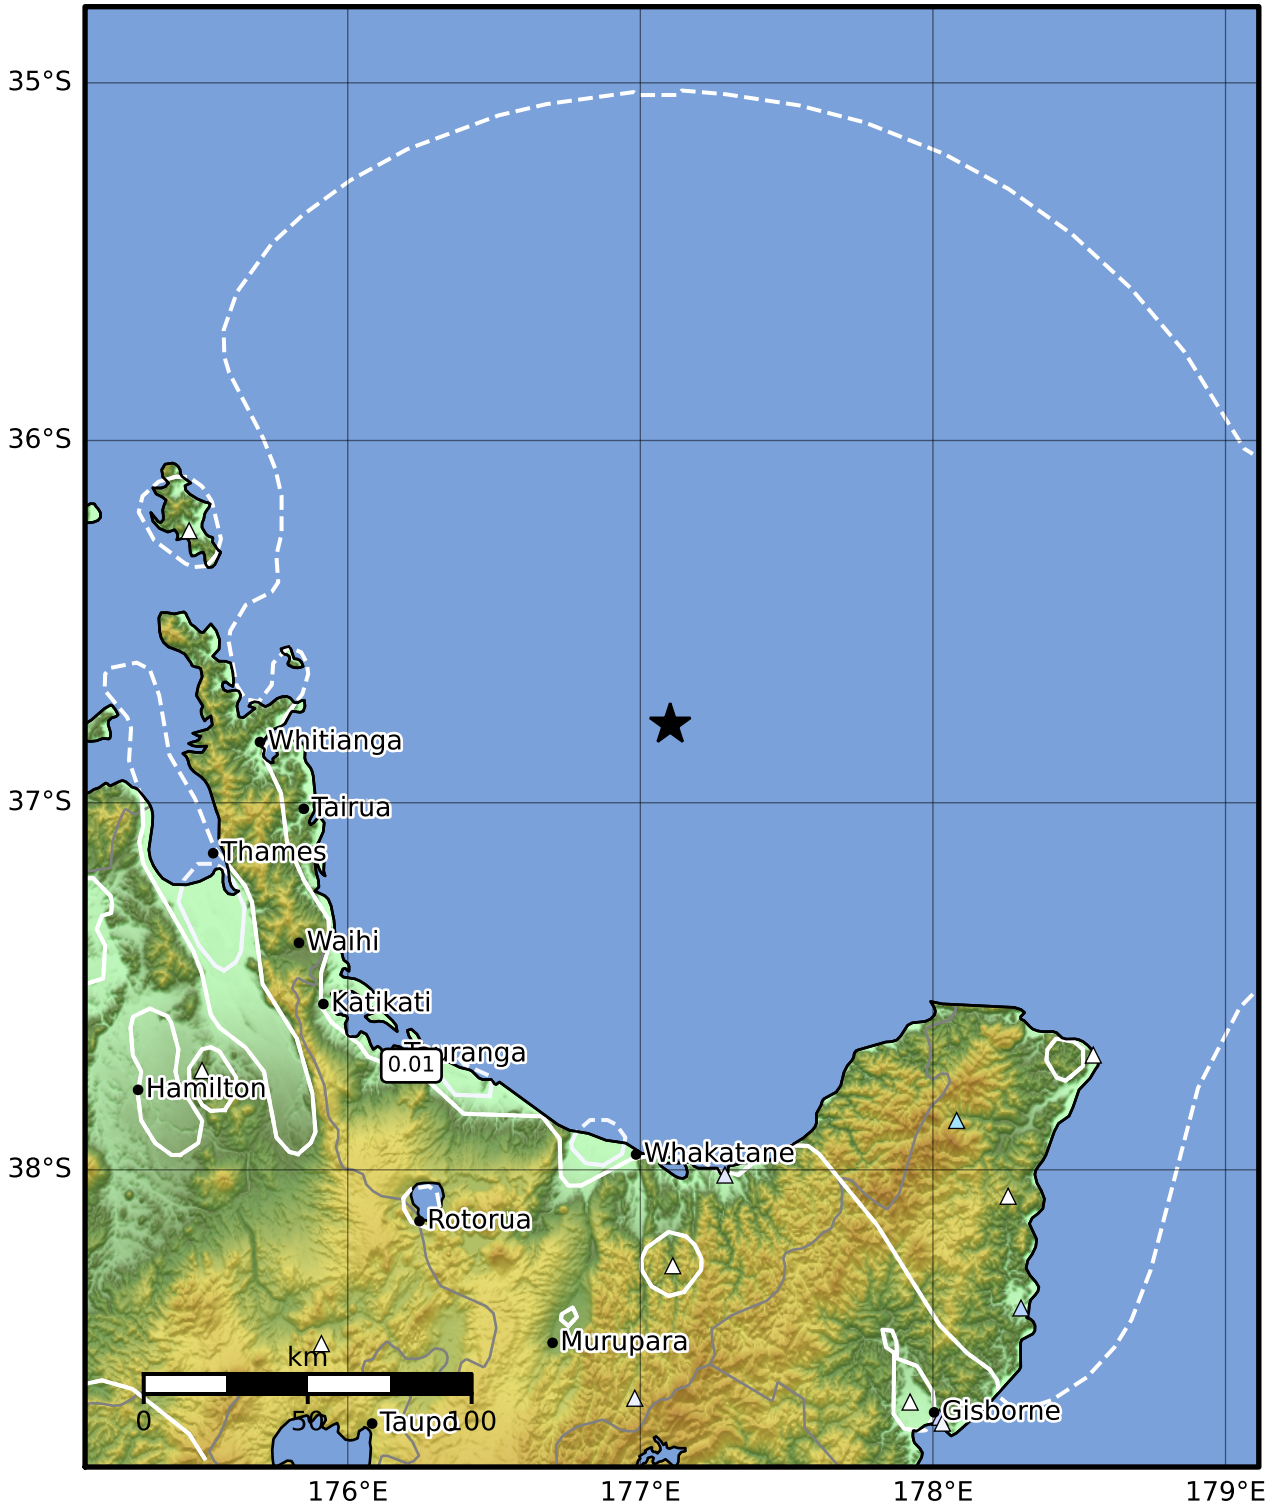 35°S
36°S
Whitianga
37°S
Tairua
Thames
Waihi
Katikati
Tauranga
0.01
Hamilton
Whakatane
38°S
Rotorua
Murupara
km
0 50 100
Taupo
Gisborne
176°E 177°E 178°E 179°E